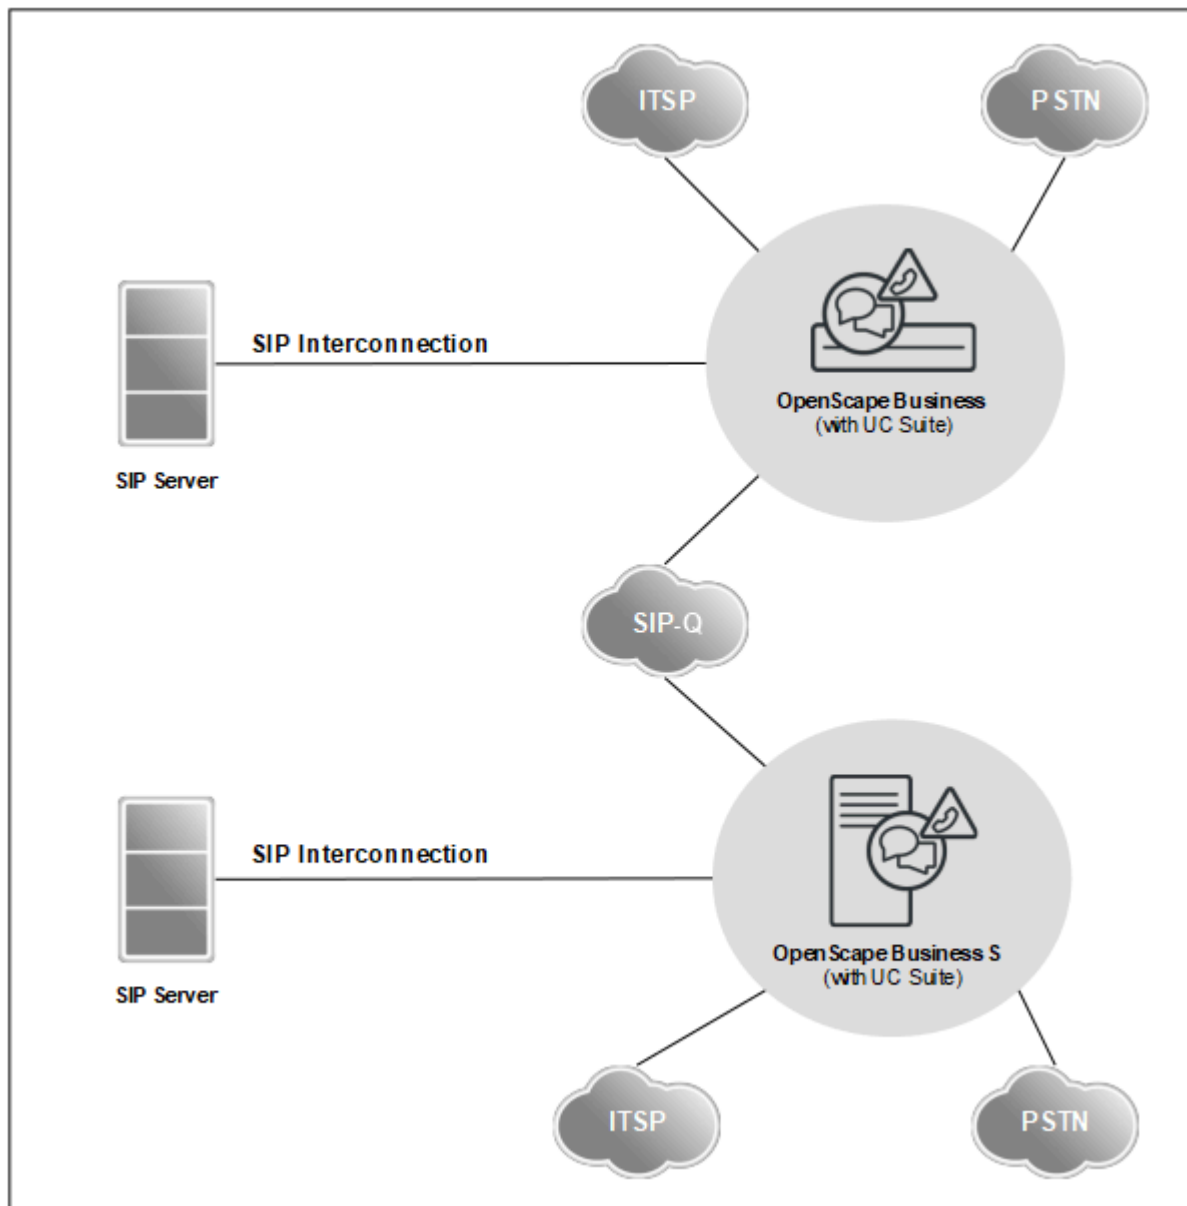 ITSP
PSTN
SIP Interconnection
OpenScape Business
(with UC Suite)
SIP Server
SIP-Q
SIP Interconnection
OpenScape Business S
(with UC Suite)
SIP Server
ITSP
PSTN